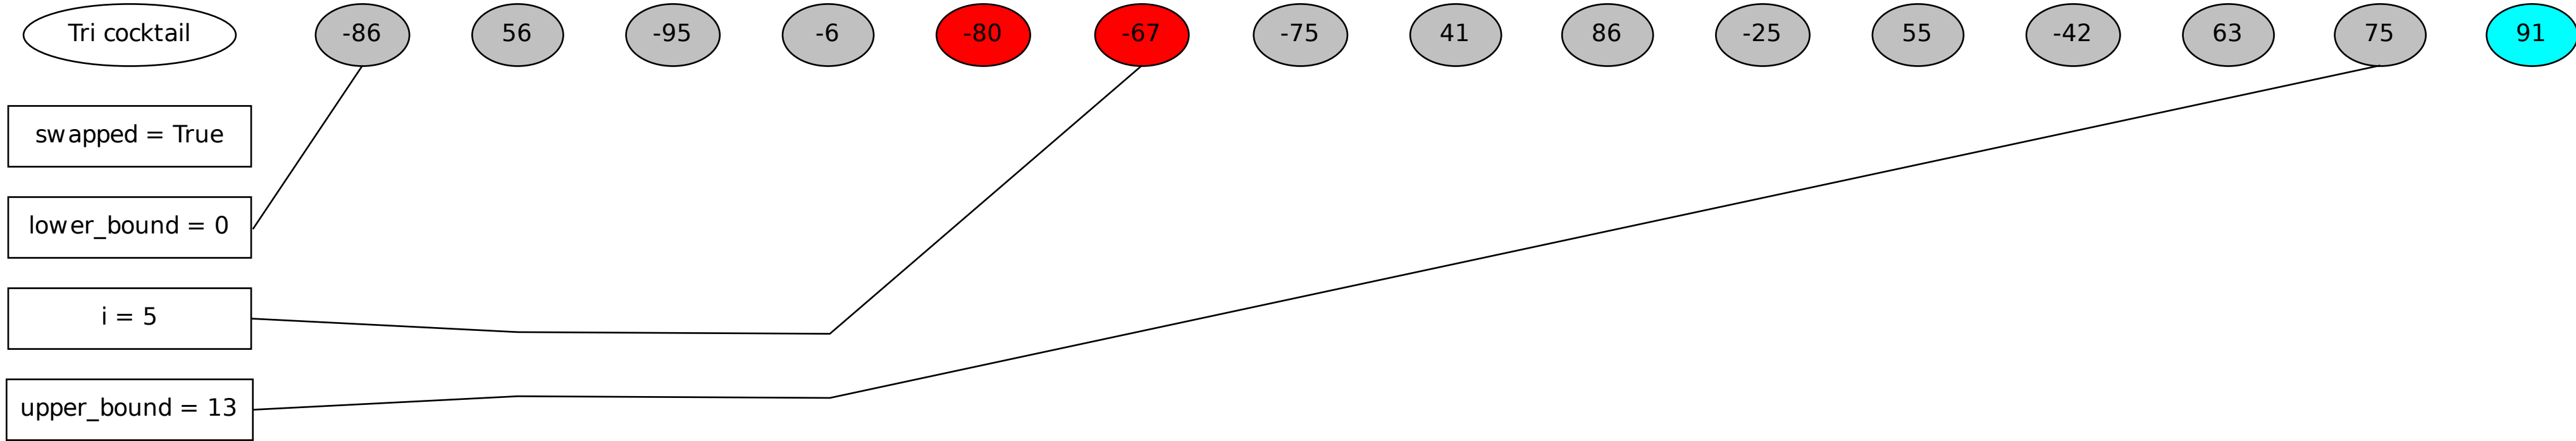 Tri cocktail -86 56 -95 -6 -80 -67 -75 41 86 -25 55 -42 63 75 91
swapped = True
lower_bound = 0
i = 5
upper_bound = 13